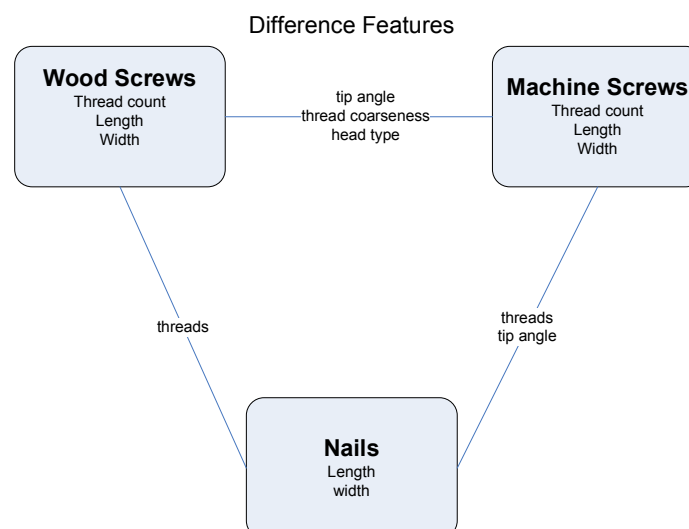 Difference Features
Wood Screws
Thread count
Length
Width
tip angle
thread coarseness
head type
Machine Screws
Thread count
Length
Width
threads
threads
tip angle
Nails
Length
width